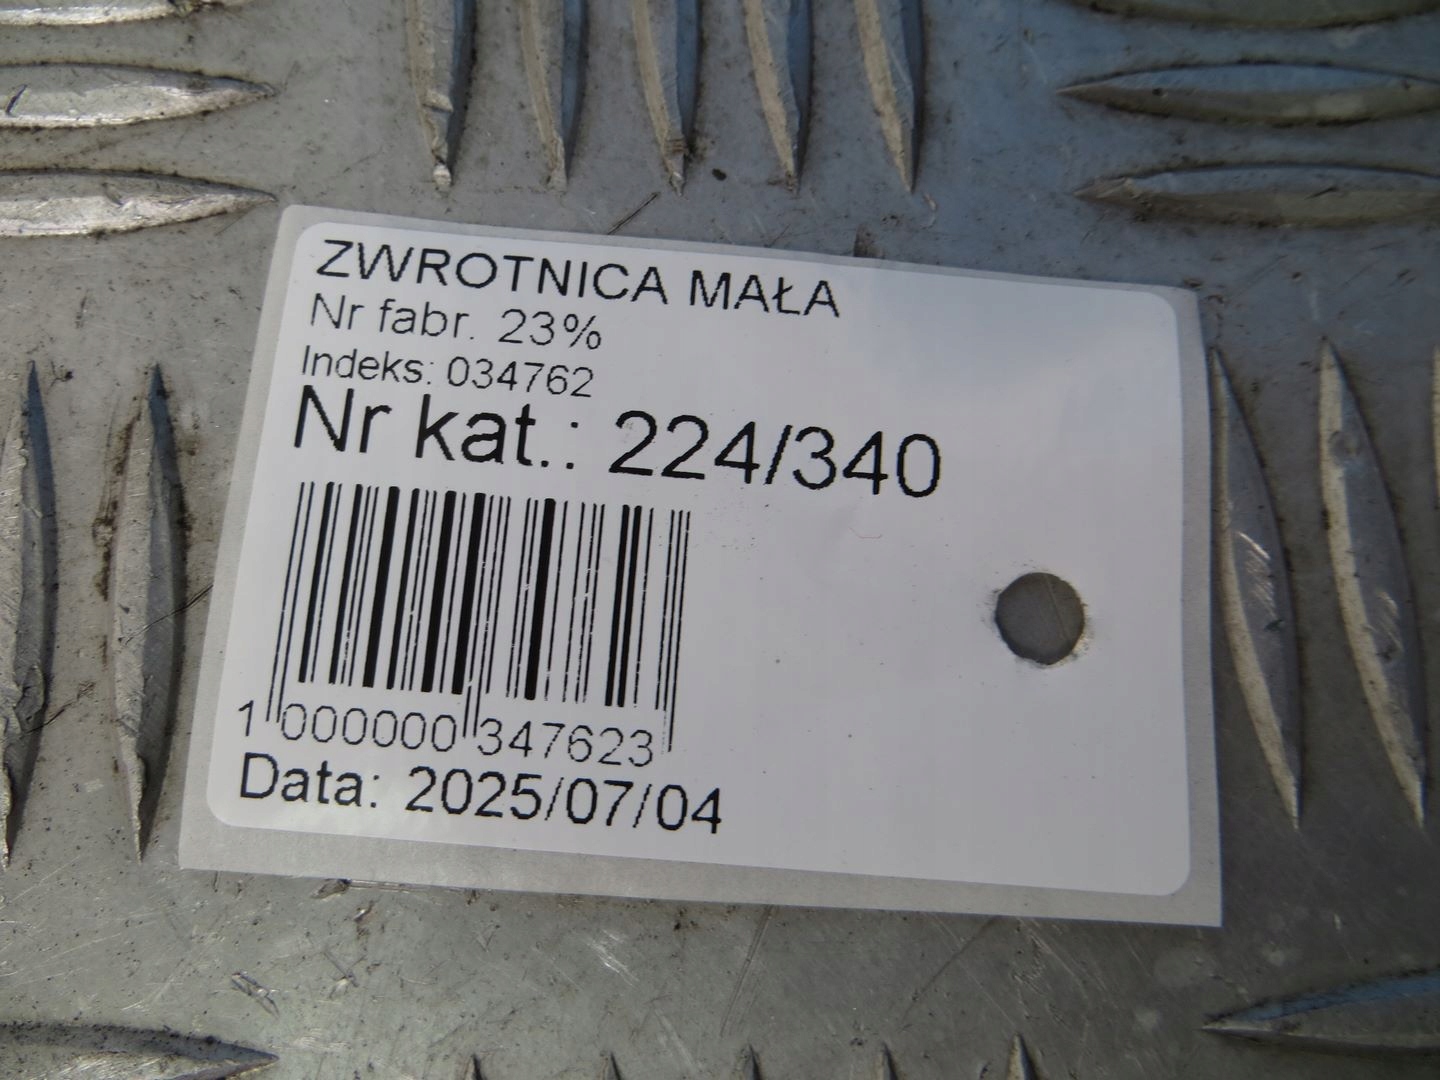 ZWROTNICA MAŁA
Nr fabr. 23%
Indeks: 034762
Nr kat.: 224/340
1 000000 347623
Data: 2025/07/04